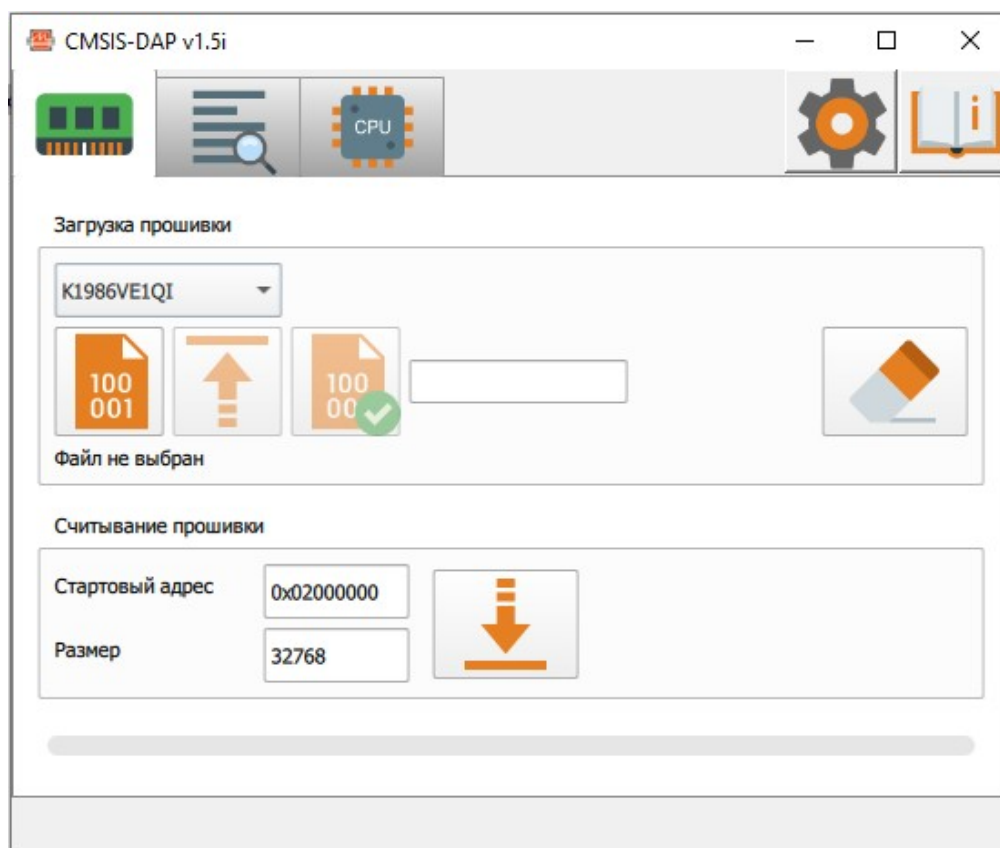 CMSIS-DAP v1.5i
CPU
i
Загрузка прошивки
K1986VE1QI
100
001
100
00
Файл не выбран
Считывание прошивки
Стартовый адрес
0x02000000
Размер
32768